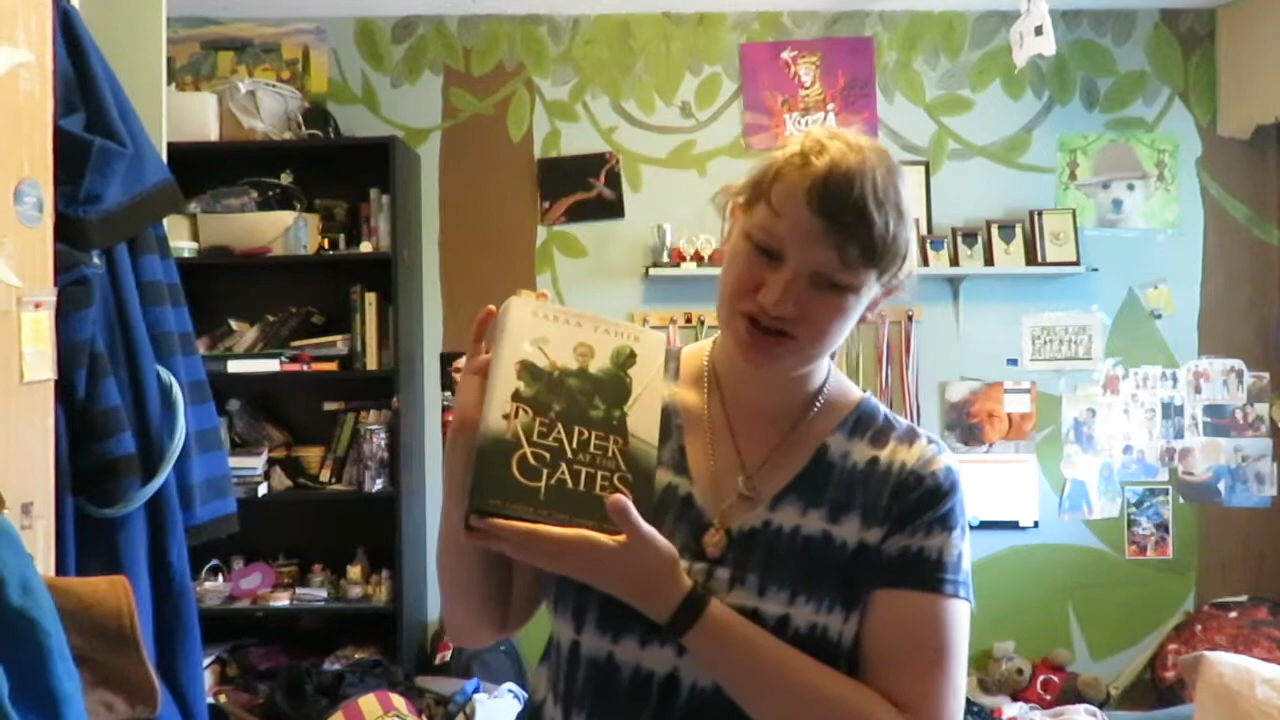 KOOZÅ
SABAA TAHIR
REAPER
AT THE
GATES